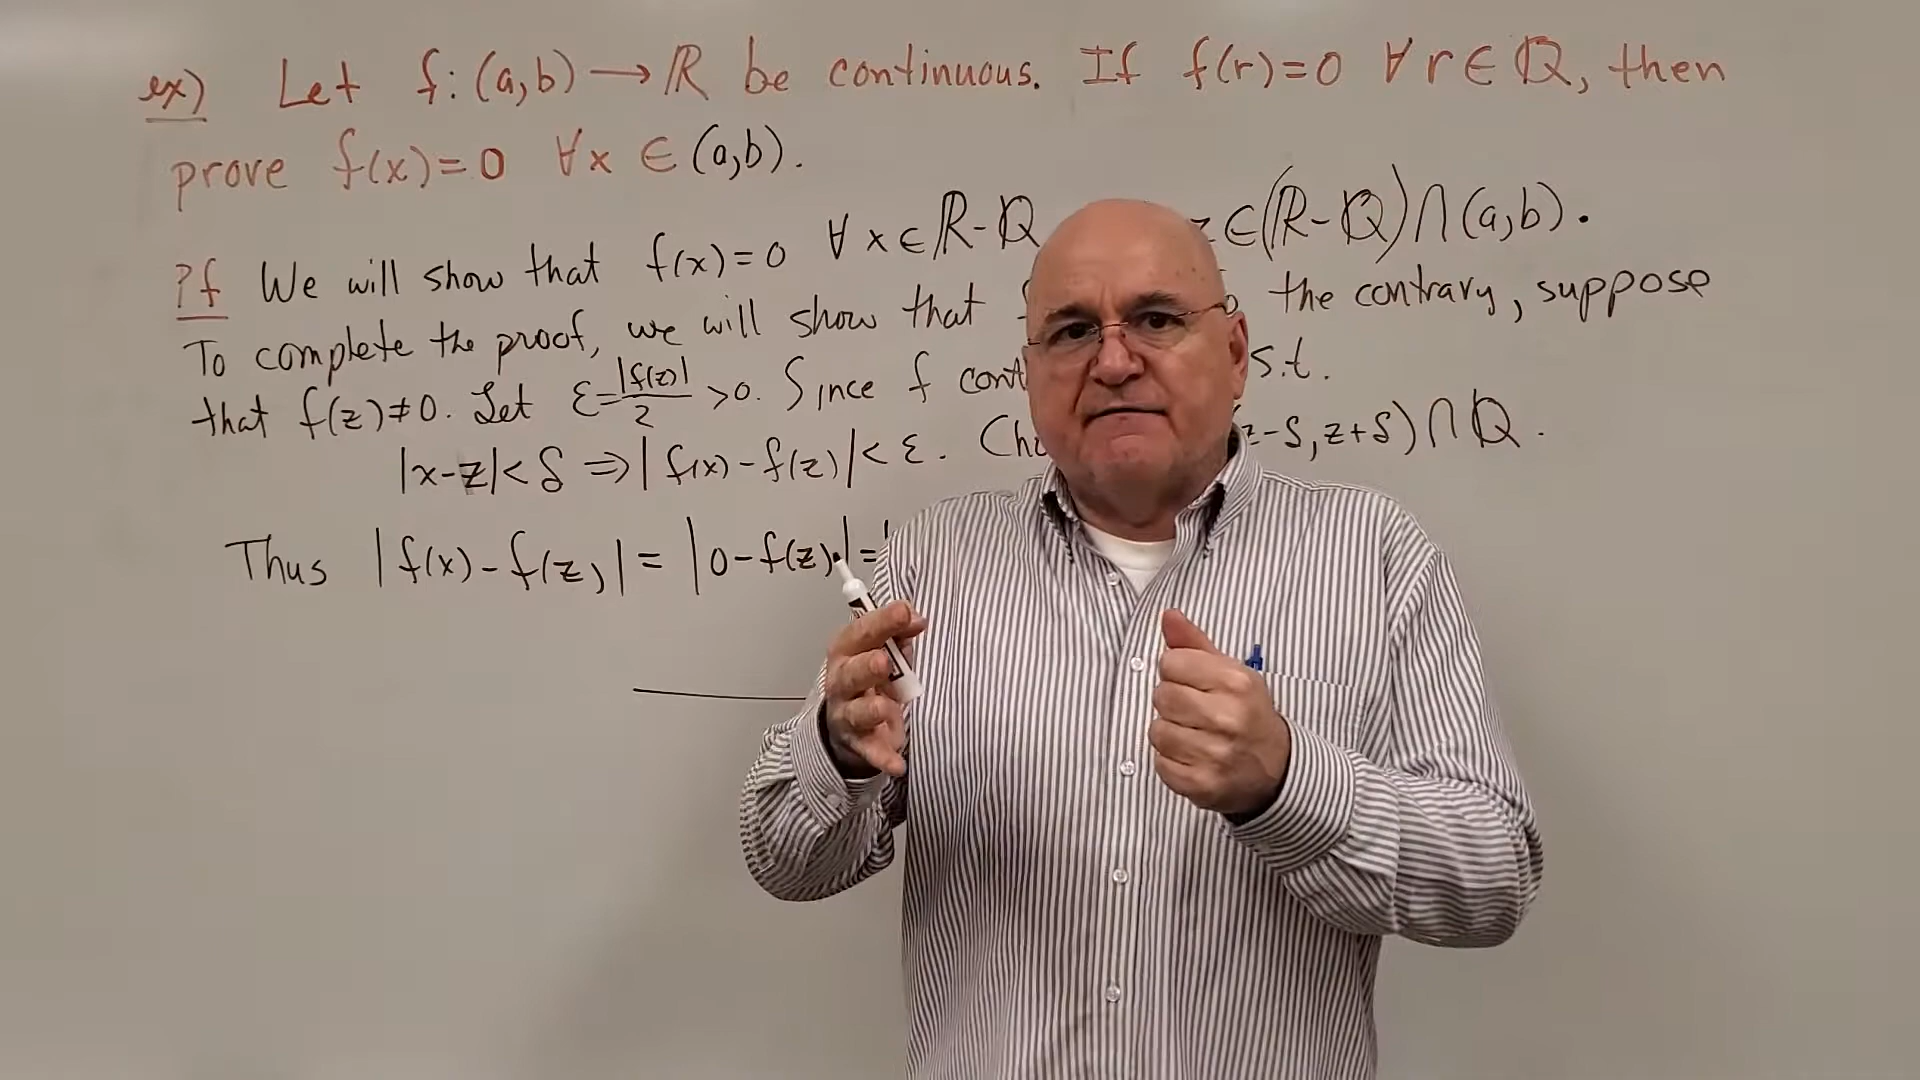 ex) Let f: (a,b) → ℝ be continuous. If f(r)=0 ∀ r ∈ ℚ, then
prove f(x)=0 ∀x ∈ (a,b).
Pf We will show that f(x)=0 ∀ x ∈ ℝ-ℚ z ∈ (ℝ-ℚ) ∩ (a,b).
To complete the proof, we will show that the contrary, suppose
that f(z)≠0. Let ε=|f(z)|/2 >0. Since f s.t.
|x-z|< δ ⇒ | f(x) - f(z)|< ε. z-δ, z+δ) ∩ ℚ.
Thus |f(x) - f(z)| = |0-f(z)| =